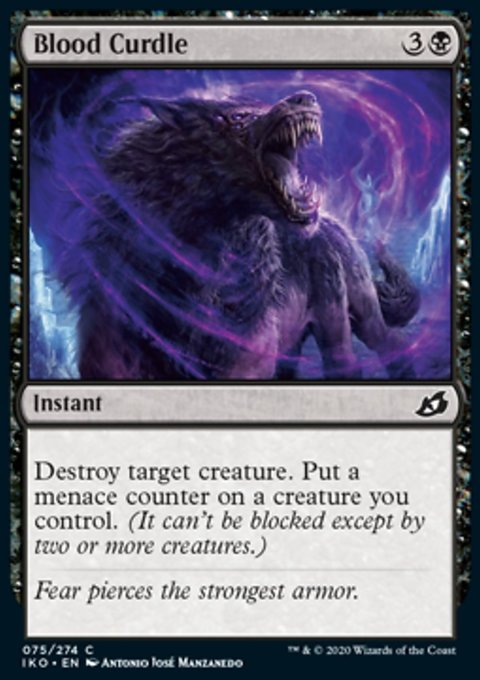 Blood Curdle 3
Instant
Destroy target creature. Put a
menace counter on a creature you
control. (It can't be blocked except by
two or more creatures.)
Fear pierces the strongest armor.
075/274 C
IKO • EN Antonio José Manzanedo
™ & © 2020 Wizards of the Coast